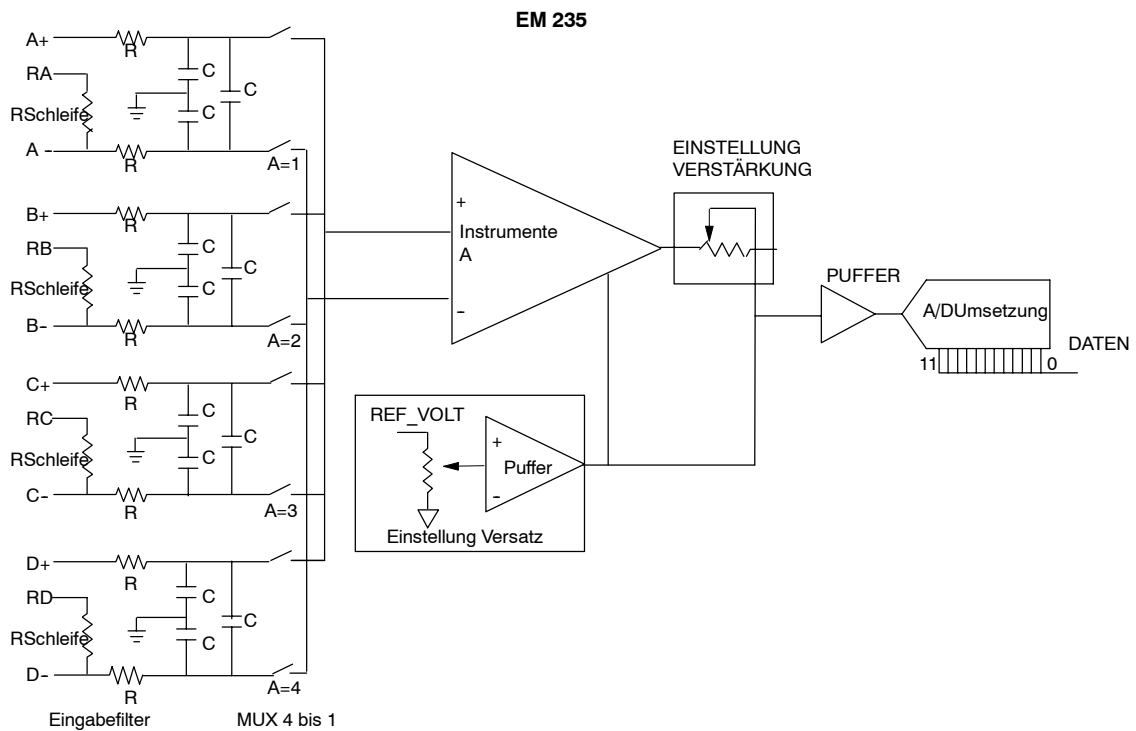 EM 235
A+
R
RA
C
C
RSchleife
C
A -
R
A=1
B+
R
RB
C
C
RSchleife
C
B-
R
A=2
C+
R
RC
C
C
RSchleife
C
C-
R
A=3
D+
R
RD
C
C
RSchleife
C
D-
R
A=4
Eingabefilter
MUX 4 bis 1
+
Instrumente
A
-
EINSTELLUNG
VERSTÄRKUNG
REF_VOLT
+
Puffer
-
Einstellung Versatz
PUFFER
A/DUmsetzung
DATEN
11
0